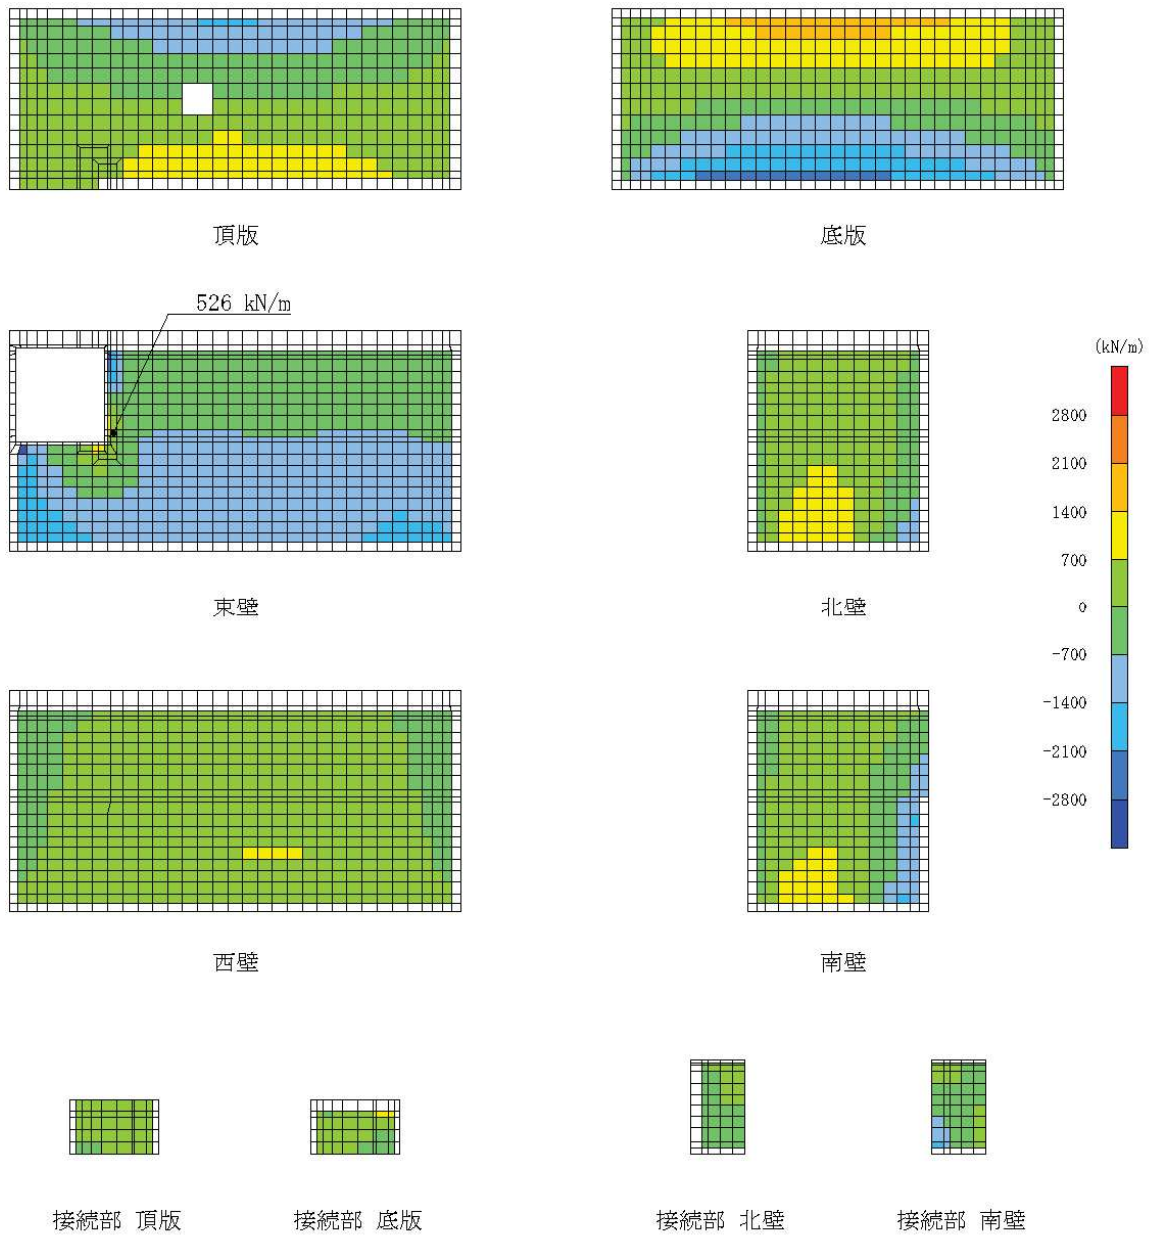 頂版
底版
526 kN/m
東壁
北壁
(kN/m)
2800
2100
1400
700
0
-700
-1400
-2100
-2800
西壁
南壁
接続部 頂版
接続部 底版
接続部 北壁
接続部 南壁